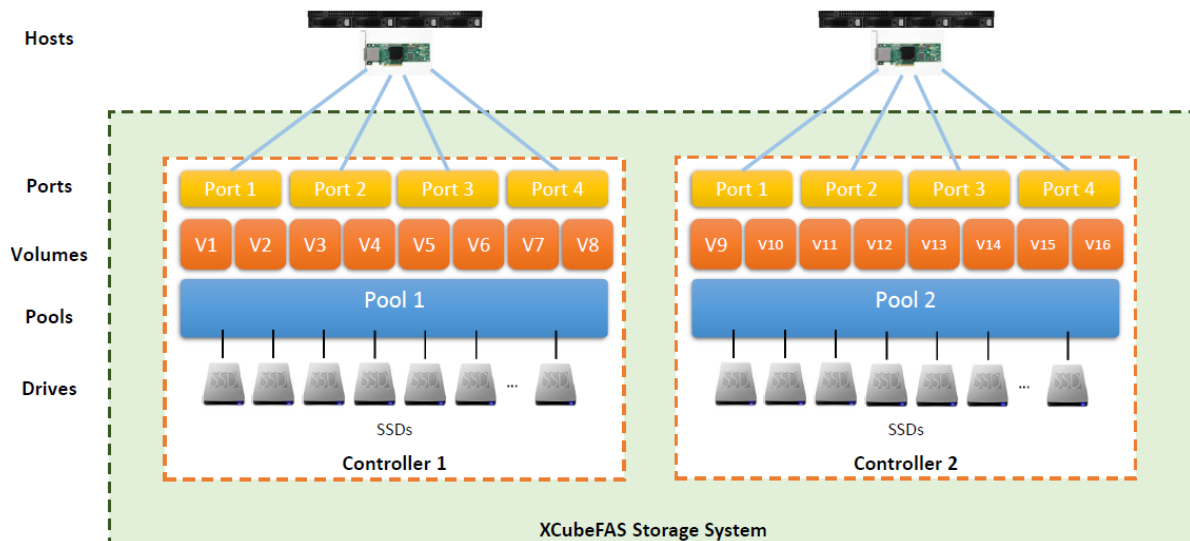 Hosts
Ports
Port 1 Port 2 Port 3 Port 4 Port 1 Port 2 Port 3 Port 4
Volumes
V1 V2 V3 V4 V5 V6 V7 V8 V9 V10 V11 V12 V13 V14 V15 V16
Pools
Pool 1 Pool 2
Drives
SSD SSD SSD SSD SSD SSD ... SSD SSD SSD SSD SSD SSD SSD ... SSD
SSDs SSDs
Controller 1 Controller 2
XCubeFAS Storage System